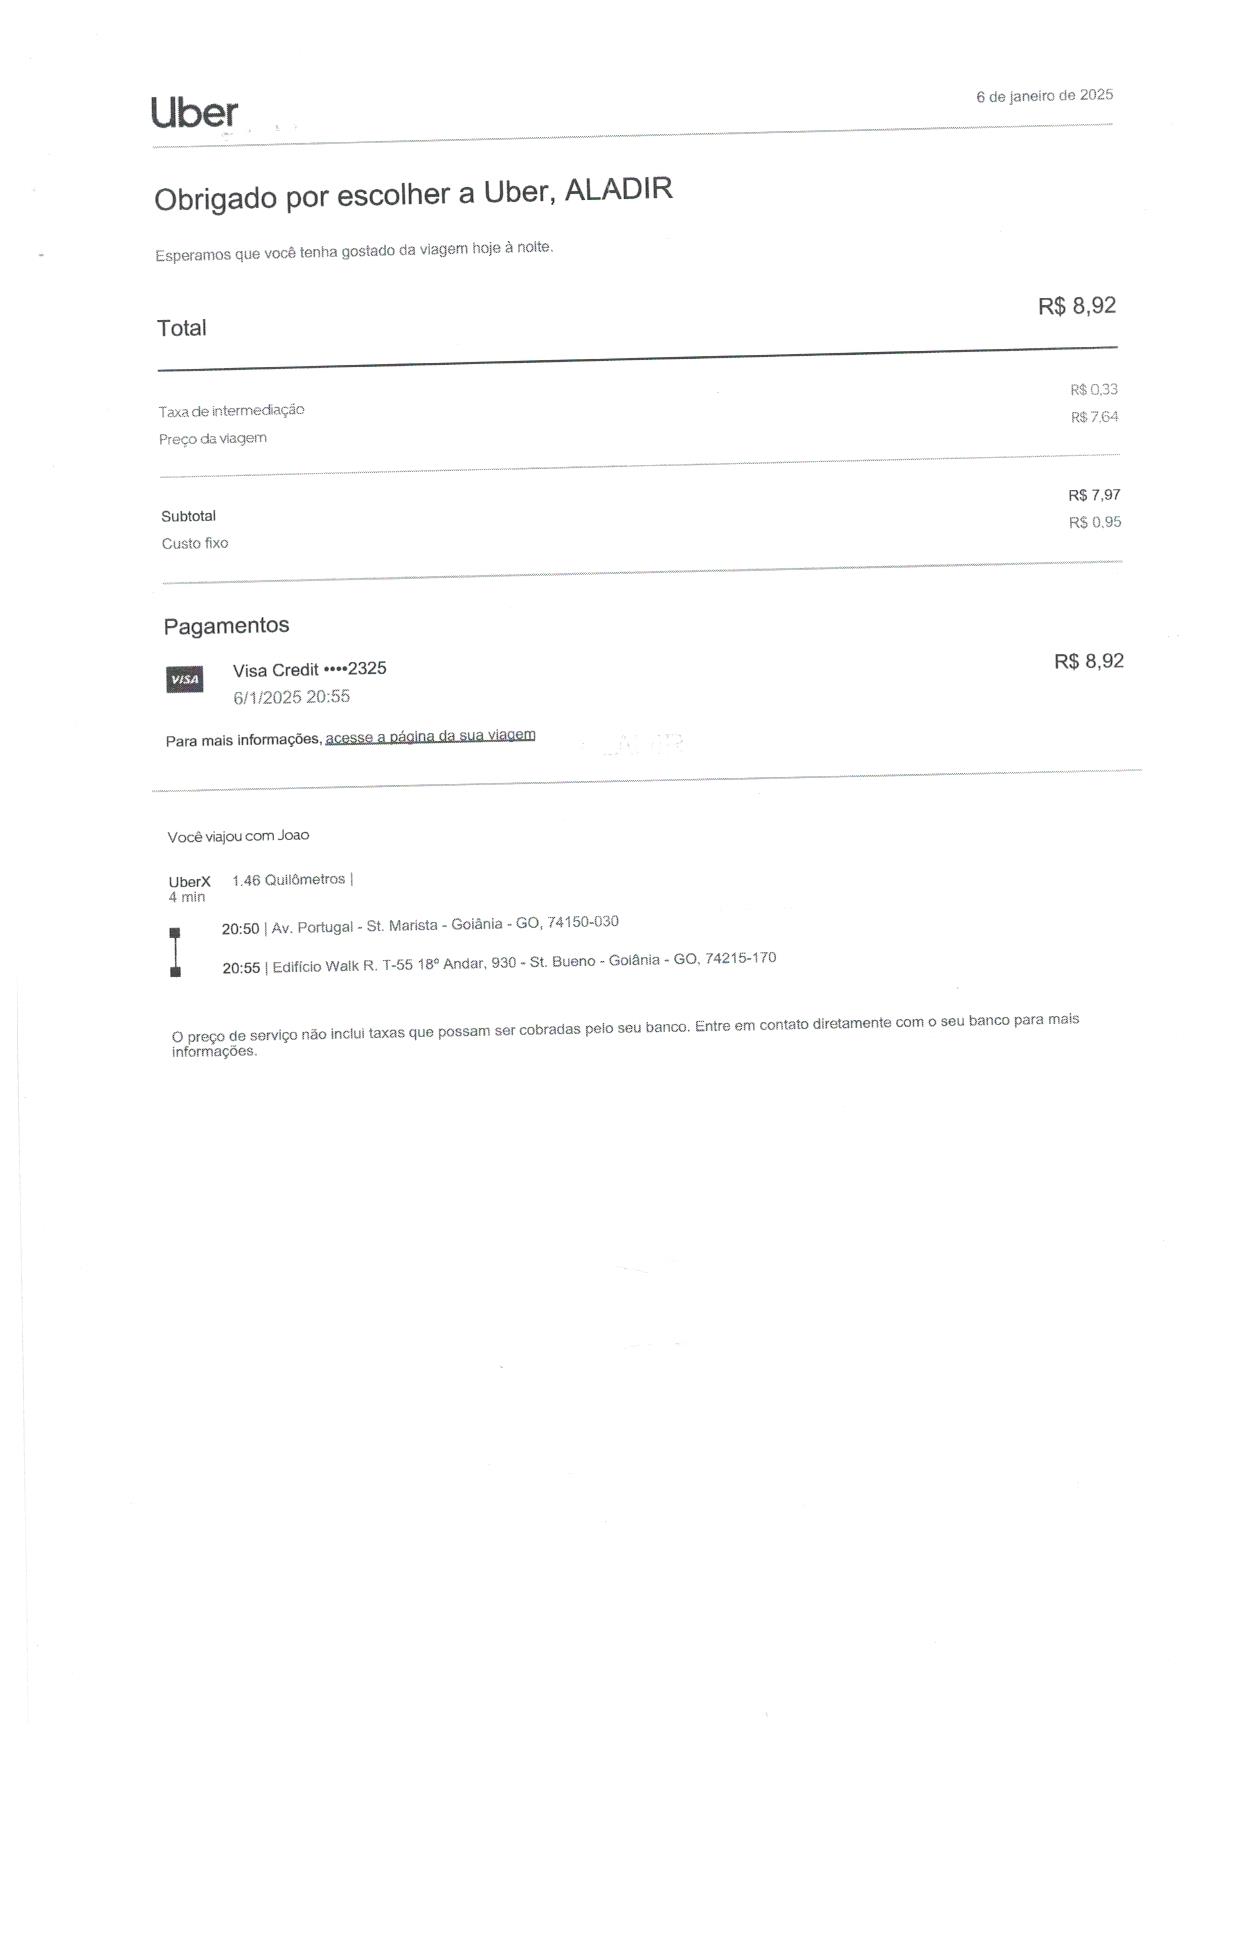 Uber
6 de janeiro de 2025
Obrigado por escolher a Uber, ALADIR
Esperamos que você tenha gostado da viagem hoje à noite.
Total R$ 8,92
Taxa de intermediação R$ 0,33
Preço da viagem R$ 7,64
Subtotal R$ 7,97
Custo fixo R$ 0,95
Pagamentos
VISA Visa Credit ••••2325 R$ 8,92
6/1/2025 20:55
Para mais informações, acesse a página da sua viagem
Você viajou com Joao
UberX 1.46 Quilômetros |
4 min
20:50 | Av. Portugal - St. Marista - Goiânia - GO, 74150-030
20:55 | Edifício Walk R. T-55 18º Andar, 930 - St. Bueno - Goiânia - GO, 74215-170
O preço de serviço não inclui taxas que possam ser cobradas pelo seu banco. Entre em contato diretamente com o seu banco para mais
informações.